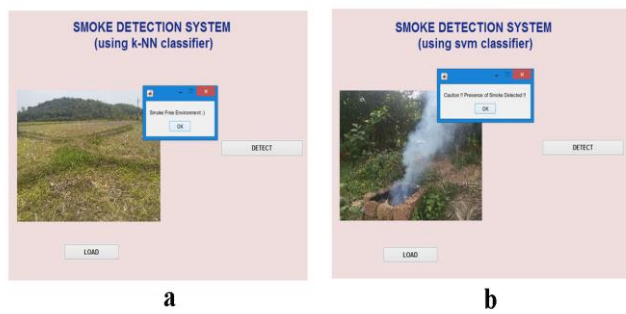 SMOKE DETECTION SYSTEM
(using k-NN classifier)
Smoke Free Environment :)
OK
DETECT
LOAD
a
SMOKE DETECTION SYSTEM
(using svm classifier)
Caution !! Presence of Smoke Detected !!
OK
DETECT
LOAD
b